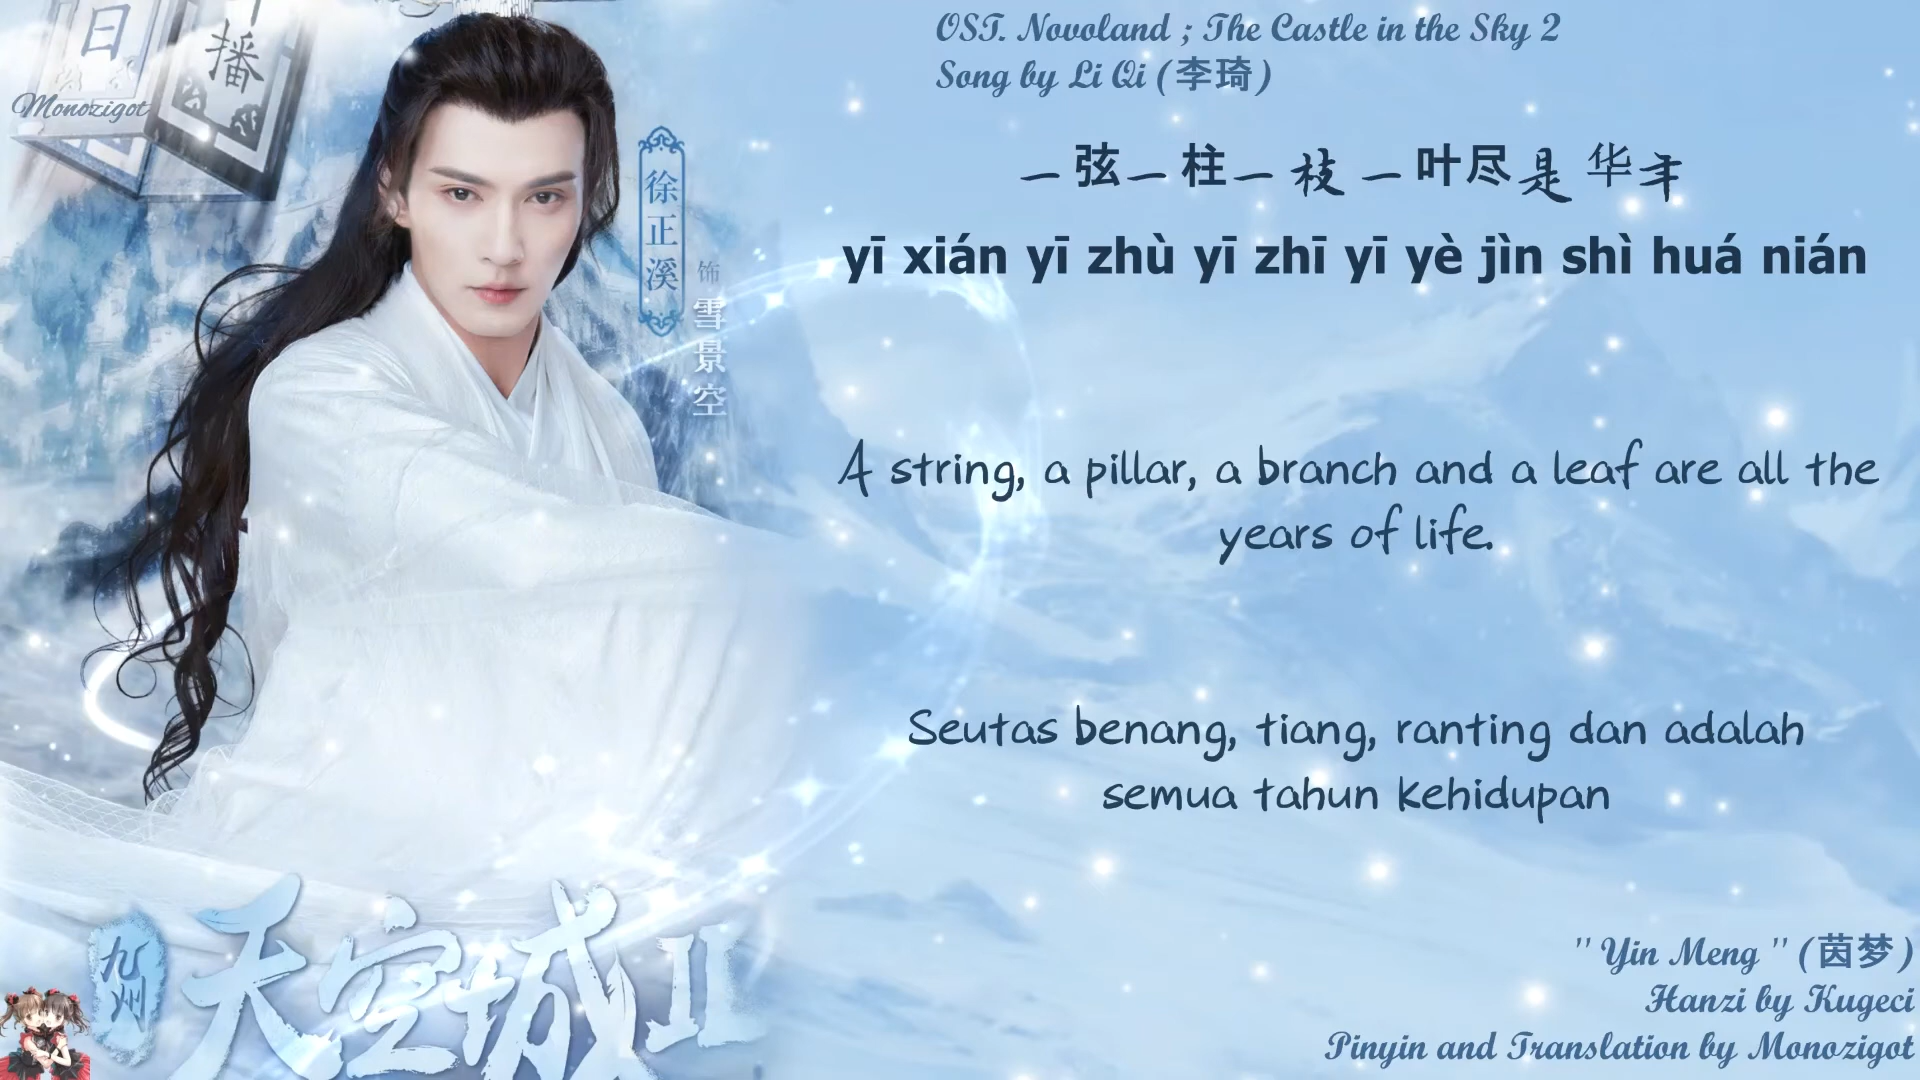 日
播
Monozigot
徐正溪
饰
雪景空
OST. Novoland ; The Castle in the Sky 2
Song by Li Qi (李琦)
一弦一柱一枝一叶尽是华年
yī xián yī zhù yī zhī yī yè jìn shì huá nián
A string, a pillar, a branch and a leaf are all the
years of life.
Seutas benang, tiang, ranting dan adalah
semua tahun kehidupan
九州
天空城II
" Yin Meng " (茵梦)
Hanzi by Kugeci
Pinyin and Translation by Monozigot